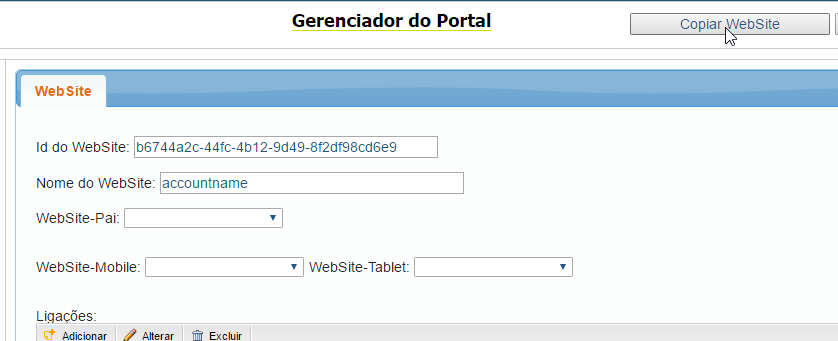 Gerenciador do Portal
Copiar WebSite
WebSite
Id do WebSite: b6744a2c-44fc-4b12-9d49-8f2df98cd6e9
Nome do WebSite: accountname
WebSite-Pai:
WebSite-Mobile: WebSite-Tablet:
Ligações:
Adicionar Alterar Excluir